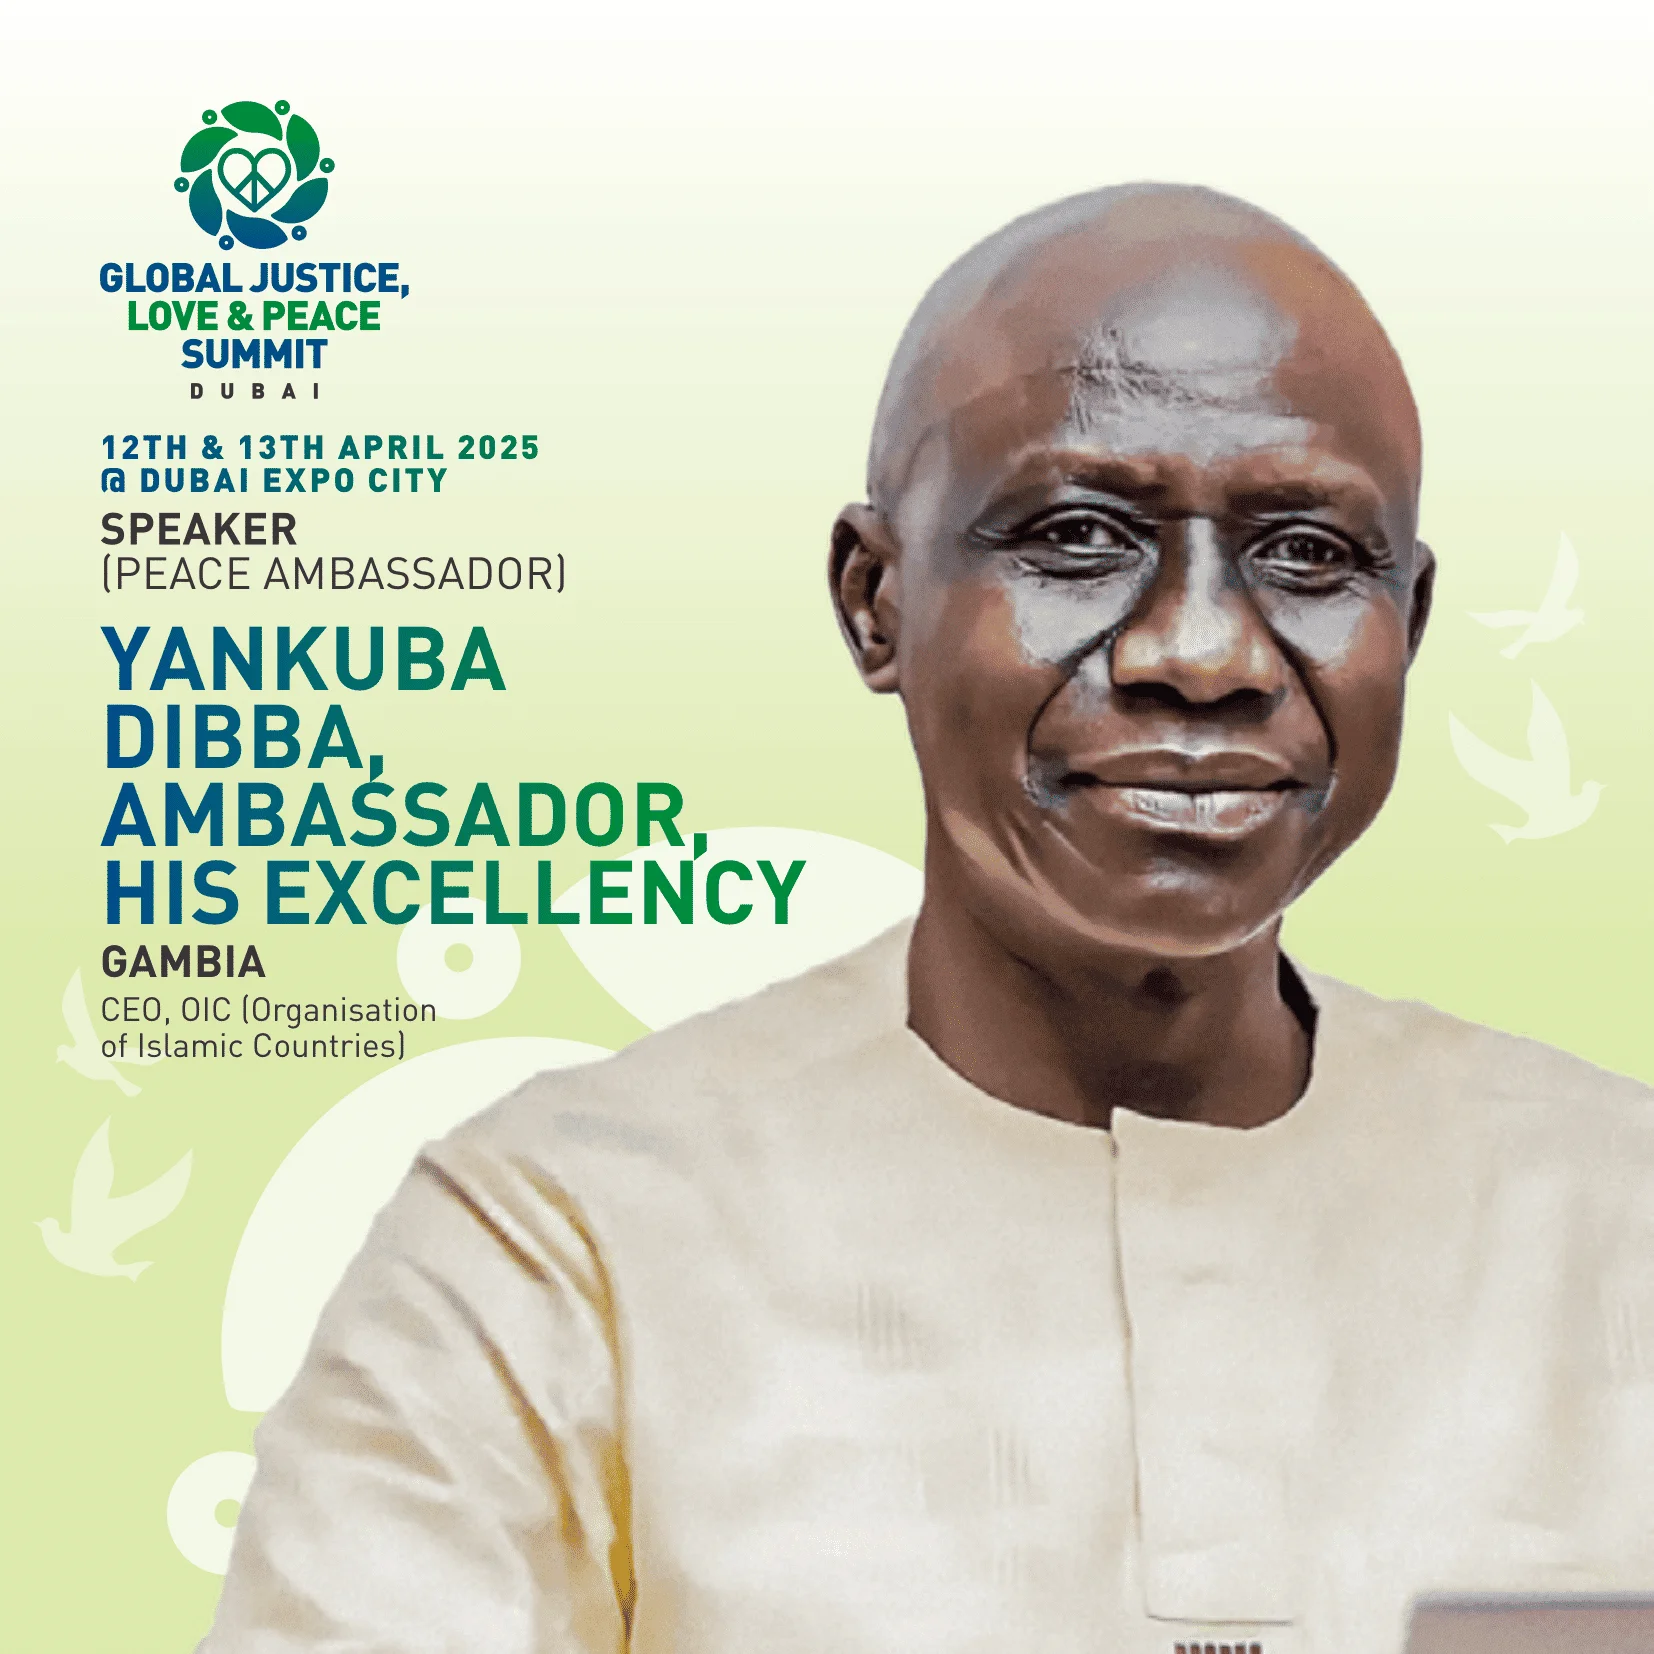 GLOBAL JUSTICE,
LOVE & PEACE
SUMMIT
DUBAI
12TH & 13TH APRIL 2025
@ DUBAI EXPO CITY
SPEAKER
(PEACE AMBASSADOR)
YANKUBA
DIBBA,
AMBASSADOR,
HIS EXCELLENCY
GAMBIA
CEO, OIC (Organisation
of Islamic Countries)